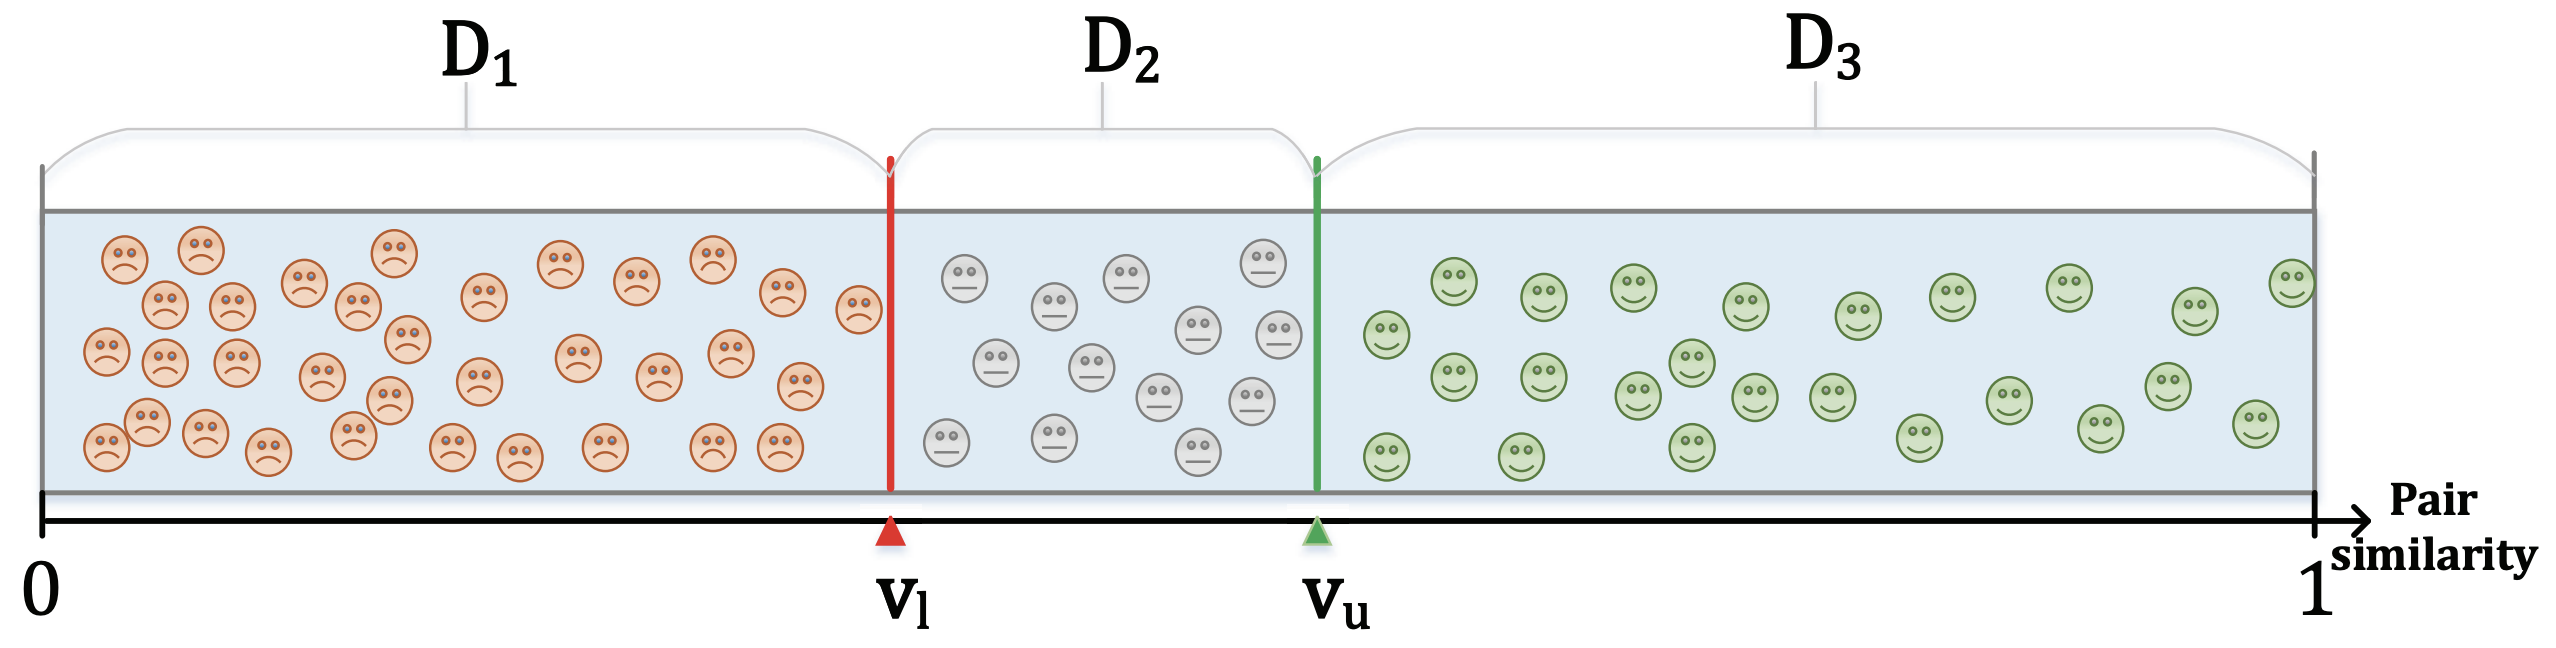 D₁
D₂
D₃
Pair
similarity
0
vₗ
vᵤ
1